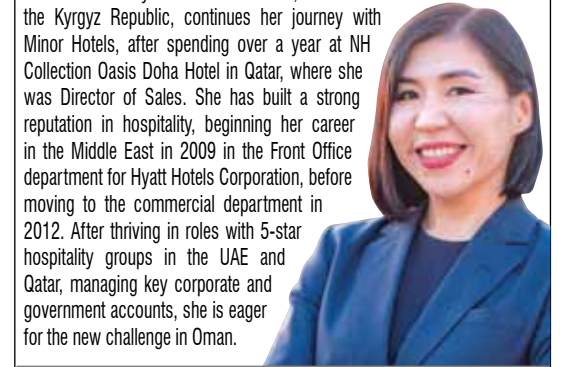 the Kyrgyz Republic, continues her journey with
Minor Hotels, after spending over a year at NH
Collection Oasis Doha Hotel in Qatar, where she
was Director of Sales. She has built a strong
reputation in hospitality, beginning her career
in the Middle East in 2009 in the Front Office
department for Hyatt Hotels Corporation, before
moving to the commercial department in
2012. After thriving in roles with 5-star
hospitality groups in the UAE and
Qatar, managing key corporate and
government accounts, she is eager
for the new challenge in Oman.